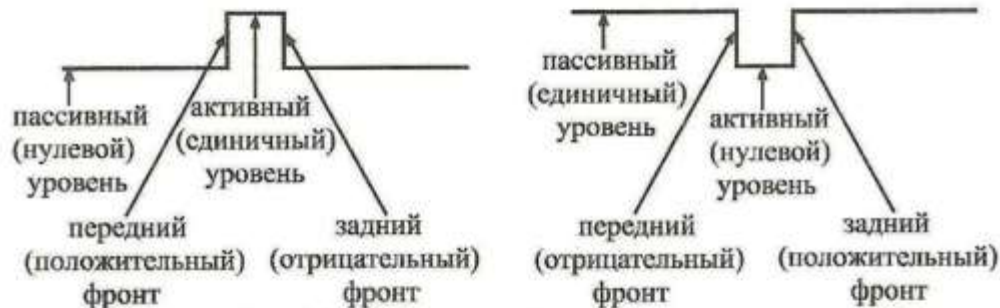 пассивный
(нулевой)
уровень
активный
(единичный)
уровень
передний
(положительный)
фронт
задний
(отрицательный)
фронт
пассивный
(единичный)
уровень
активный
(нулевой)
уровень
передний
(отрицательный)
фронт
задний
(положительный)
фронт